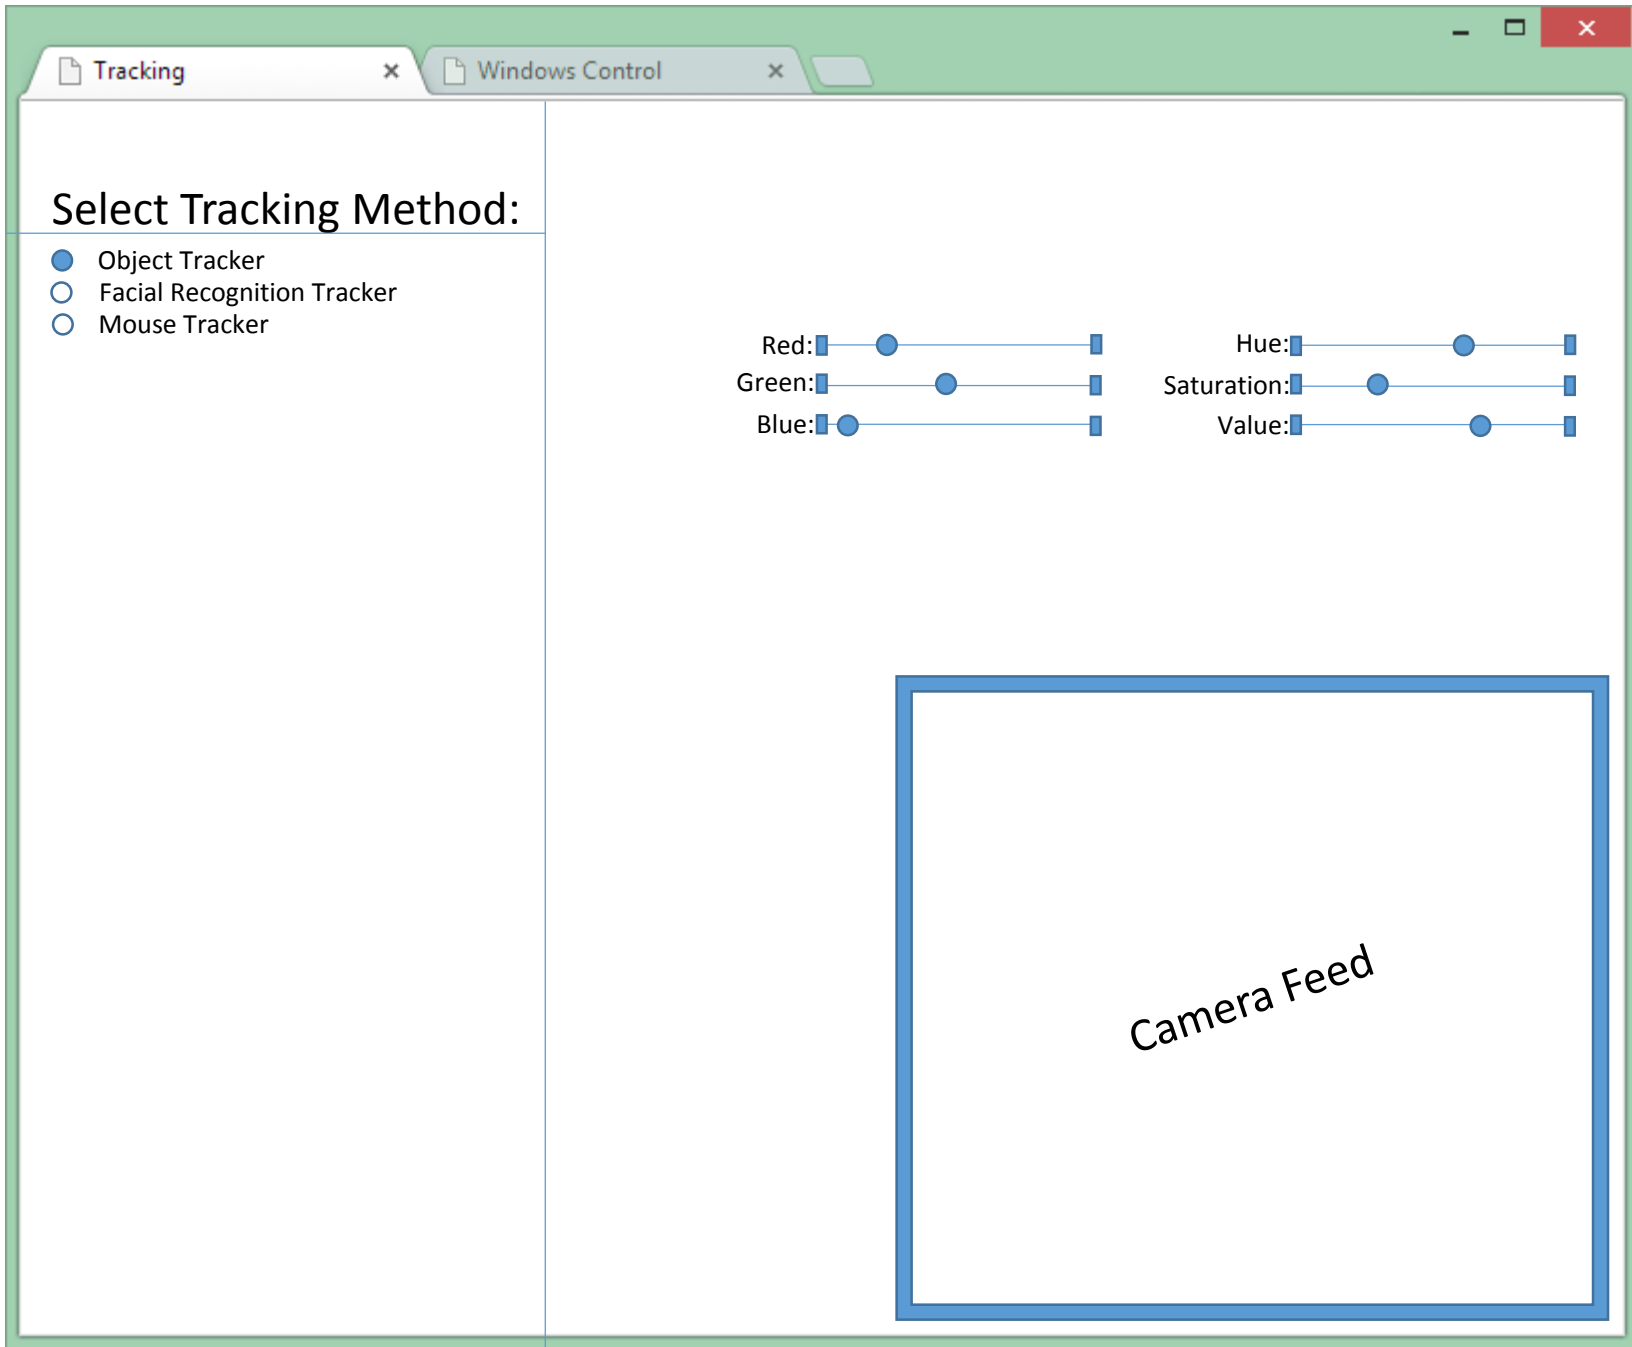 Tracking
Windows Control
Select Tracking Method:
Object Tracker
Facial Recognition Tracker
Mouse Tracker
Red:
Green:
Blue:
Hue:
Saturation:
Value:
Camera Feed